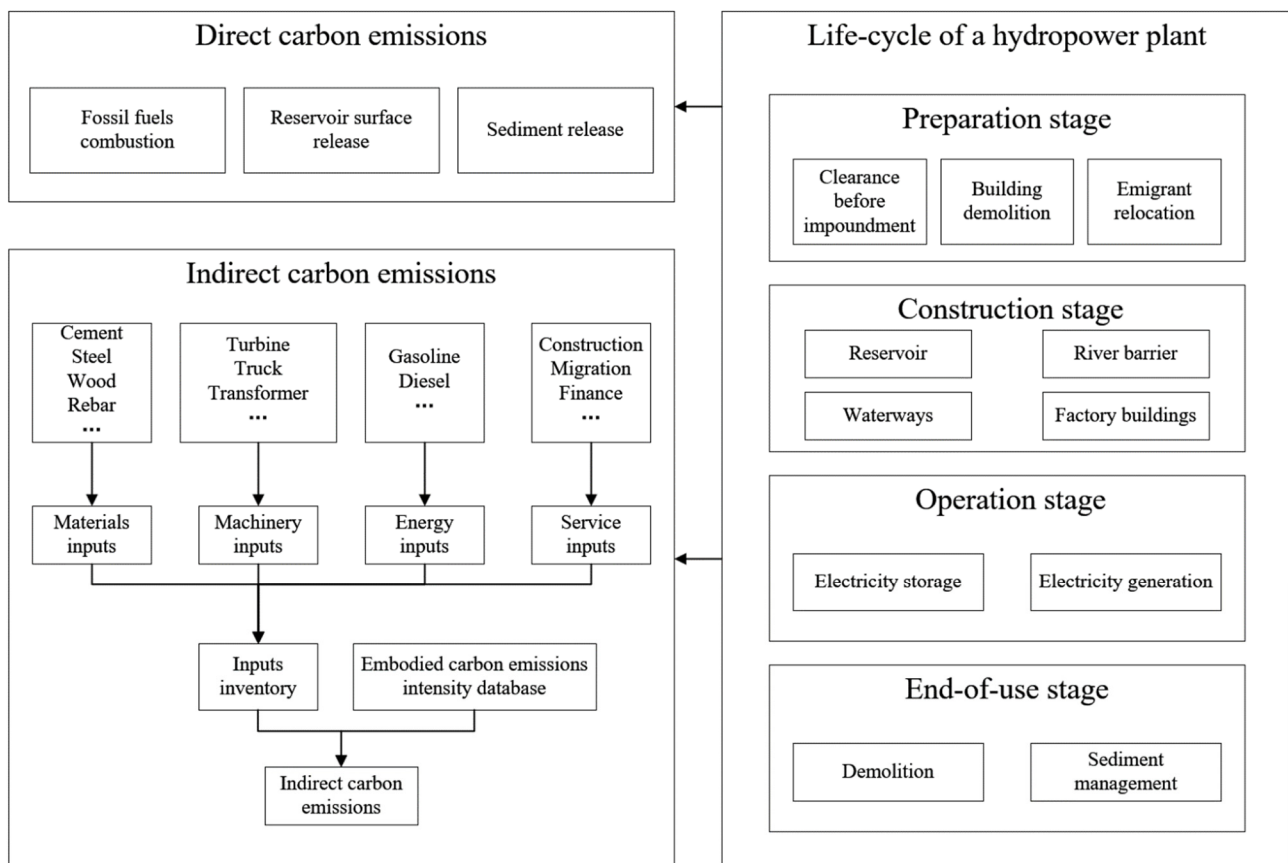 Direct carbon emissions
Fossil fuels
combustion
Reservoir surface
release
Sediment release
Indirect carbon emissions
Cement
Steel
Wood
Rebar
...
Turbine
Truck
Transformer
...
Gasoline
Diesel
...
Construction
Migration
Finance
...
Materials
inputs
Machinery
inputs
Energy
inputs
Service
inputs
Inputs
inventory
Embodied carbon emissions
intensity database
Indirect carbon
emissions
Life-cycle of a hydropower plant
Preparation stage
Clearance
before
impoundment
Building
demolition
Emigrant
relocation
Construction stage
Reservoir
River barrier
Waterways
Factory buildings
Operation stage
Electricity storage
Electricity generation
End-of-use stage
Demolition
Sediment
management